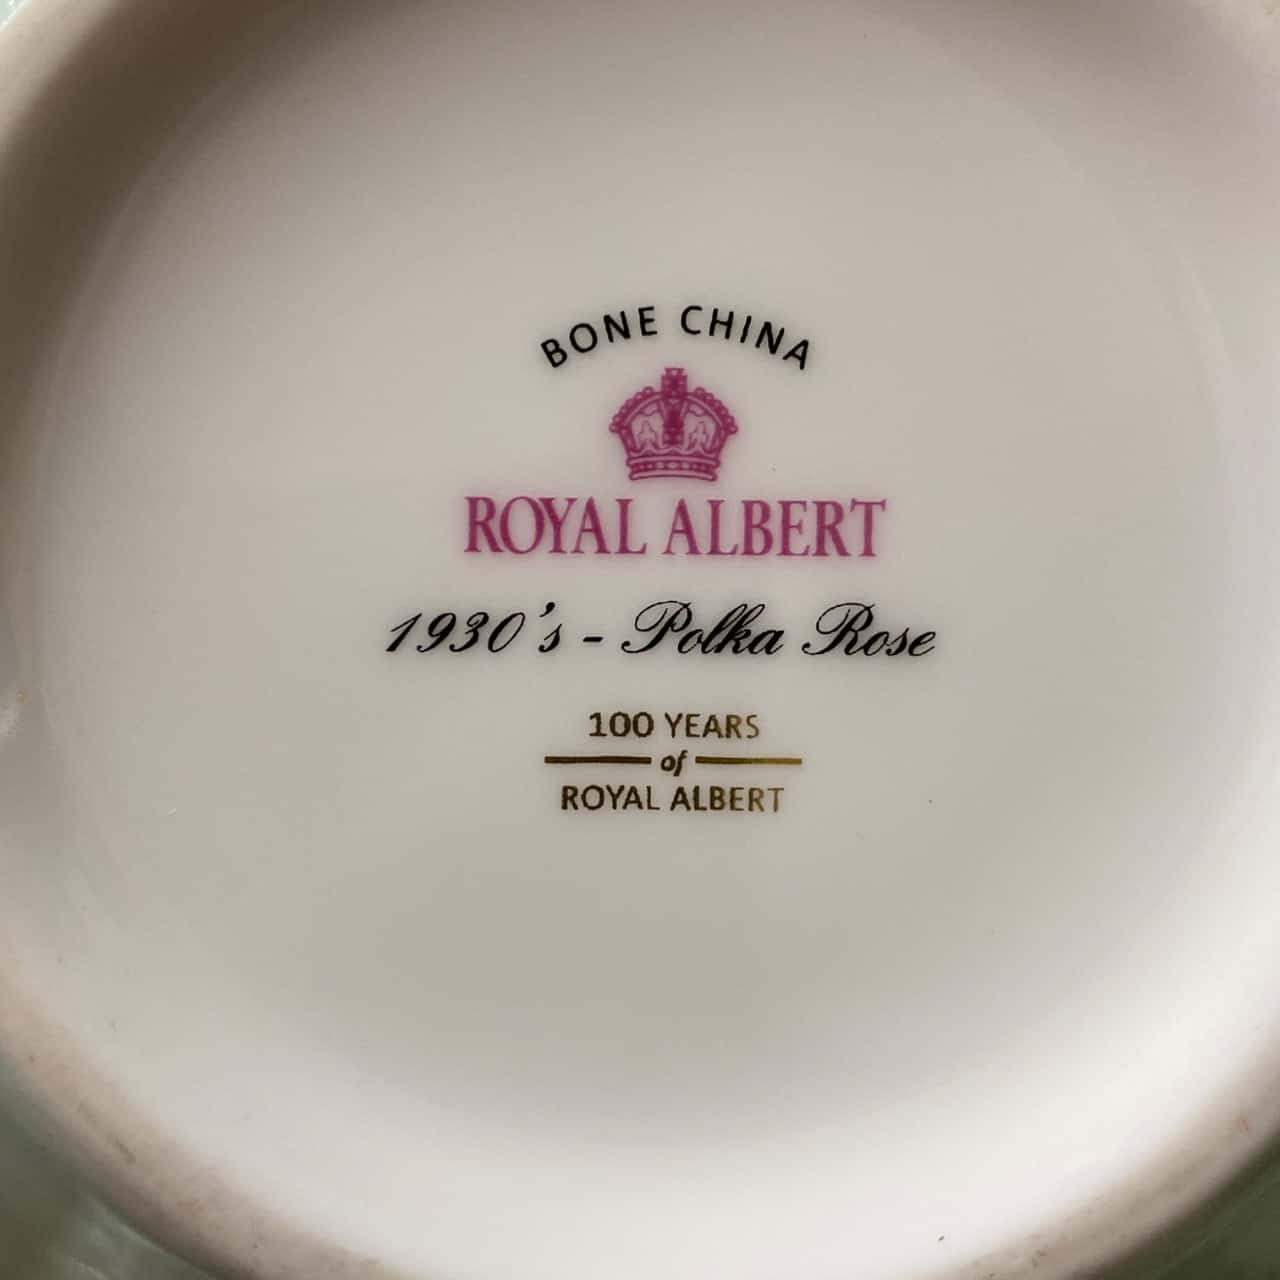 BONE CHINA
ROYAL ALBERT
1930's - Polka Rose
100 YEARS
of
ROYAL ALBERT